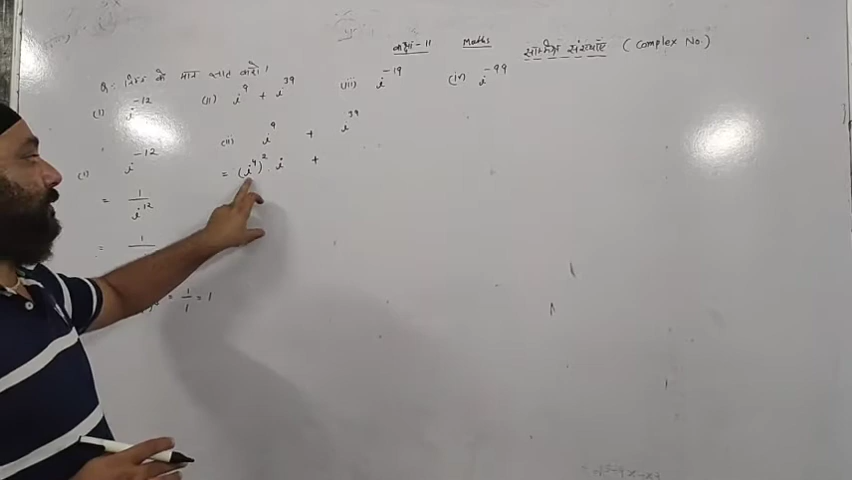 कक्षा-11 Maths सम्मिश्र संख्याएँ (Complex No.)
Q: निम्न के मान ज्ञात करो।
(i) i^-12 (ii) i^9 + i^39 (iii) i^-19 (iv) i^-99
(i) i^-12
= 1/i^12
= 1
= 1/1 = 1
(ii) i^9 + i^39
= (i^4)^2 . i +